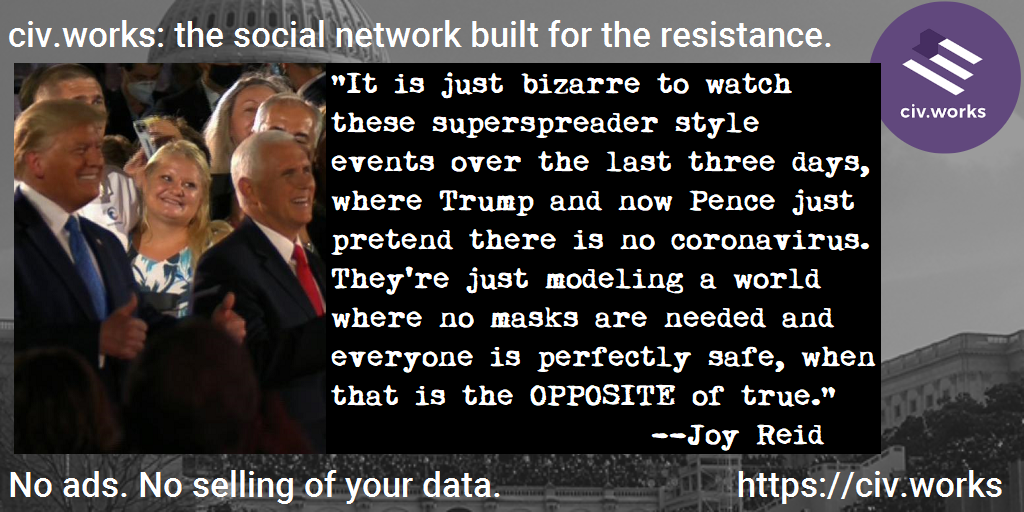 civ.works: the social network built for the resistance.
civ.works
"It is just bizarre to watch
these superspreader style
events over the last three days,
where Trump and now Pence just
pretend there is no coronavirus.
They're just modeling a world
where no masks are needed and
everyone is perfectly safe, when
that is the OPPOSITE of true."
--Joy Reid
No ads. No selling of your data.
https://civ.works